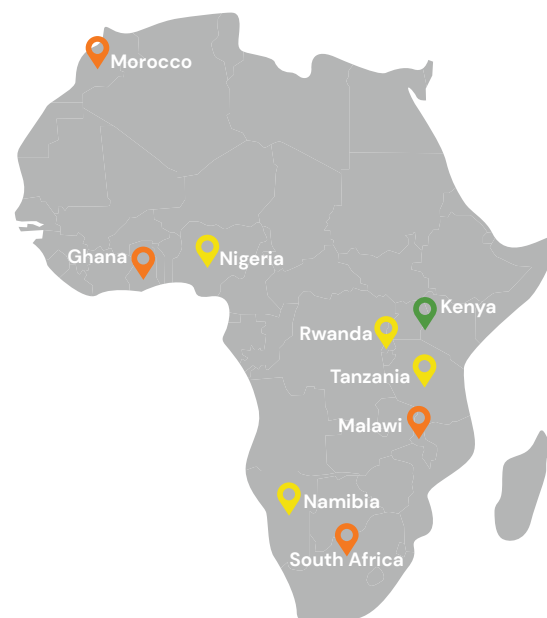 Morocco
Ghana
Nigeria
Kenya
Rwanda
Tanzania
Malawi
Namibia
South Africa